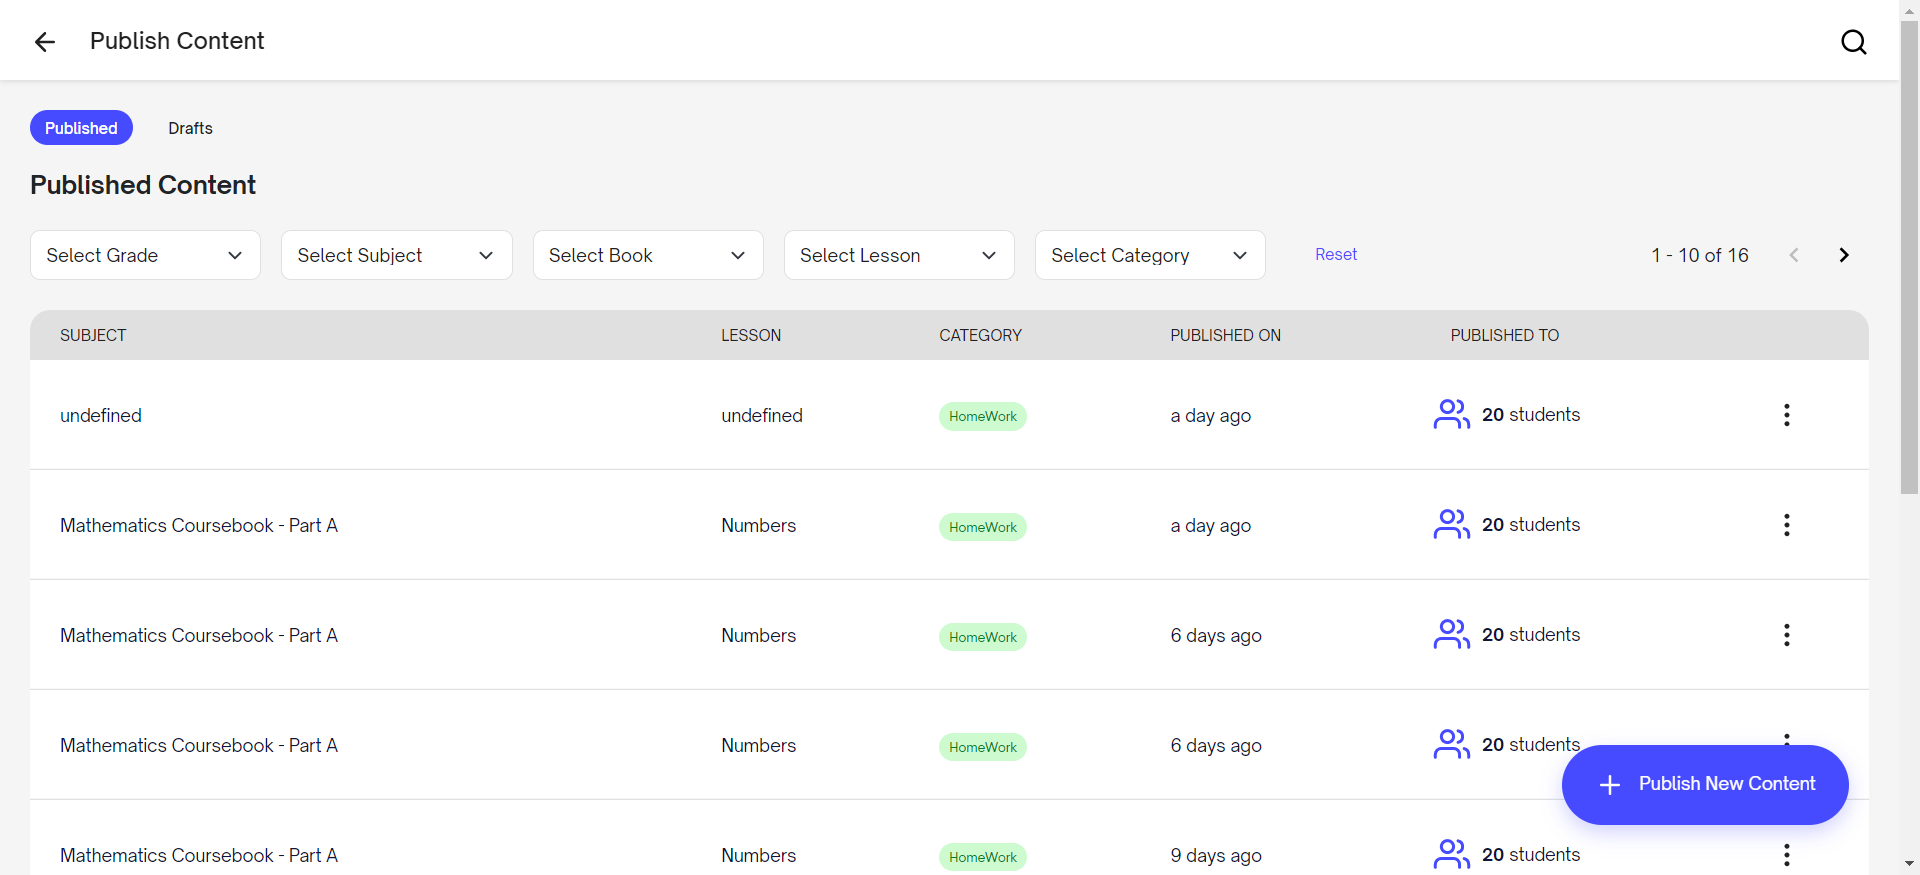 Publish Content
Published Drafts
Published Content
Select Grade Select Subject Select Book Select Lesson Select Category Reset 1 - 10 of 16
SUBJECT LESSON CATEGORY PUBLISHED ON PUBLISHED TO
undefined undefined HomeWork a day ago 20 students
Mathematics Coursebook - Part A Numbers HomeWork a day ago 20 students
Mathematics Coursebook - Part A Numbers HomeWork 6 days ago 20 students
Mathematics Coursebook - Part A Numbers HomeWork 6 days ago 20 students
Publish New Content
Mathematics Coursebook - Part A Numbers HomeWork 9 days ago 20 students